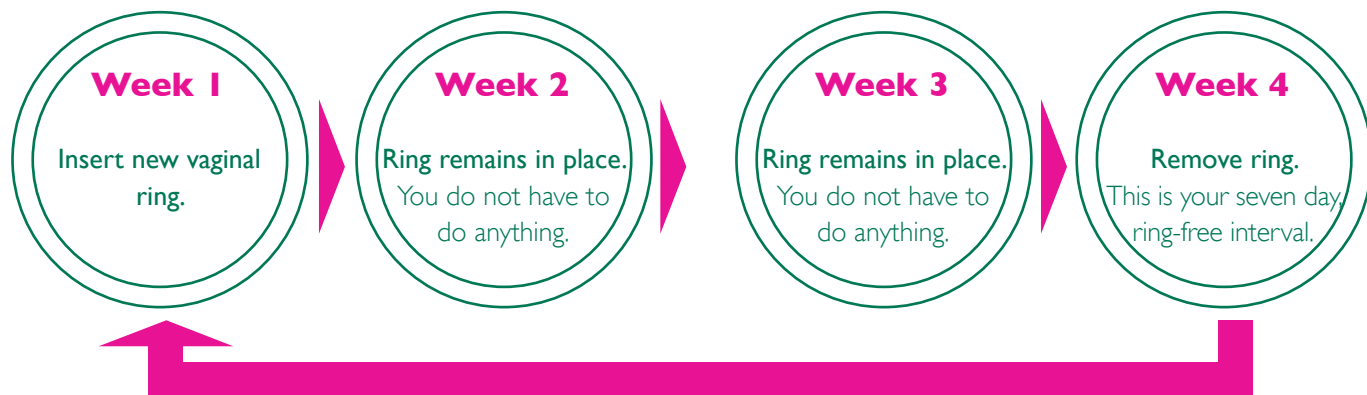 Week 1
Insert new vaginal
ring.
Week 2
Ring remains in place.
You do not have to
do anything.
Week 3
Ring remains in place.
You do not have to
do anything.
Week 4
Remove ring.
This is your seven day,
ring-free interval.